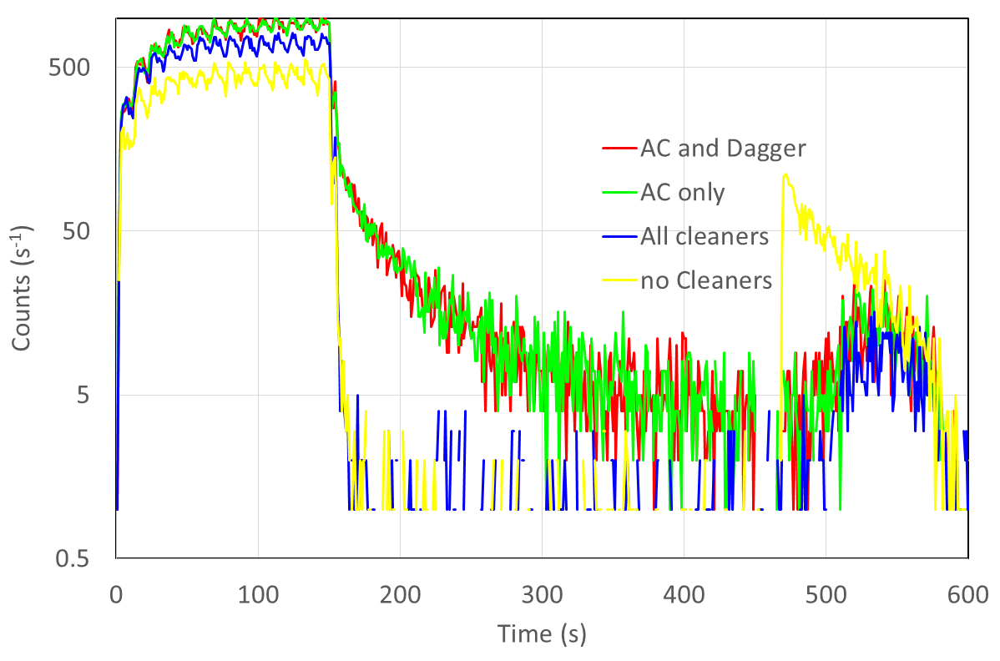 500
50
5
0.5
Counts (s-1)
AC and Dagger
AC only
All cleaners
no Cleaners
0 100 200 300 400 500 600
Time (s)